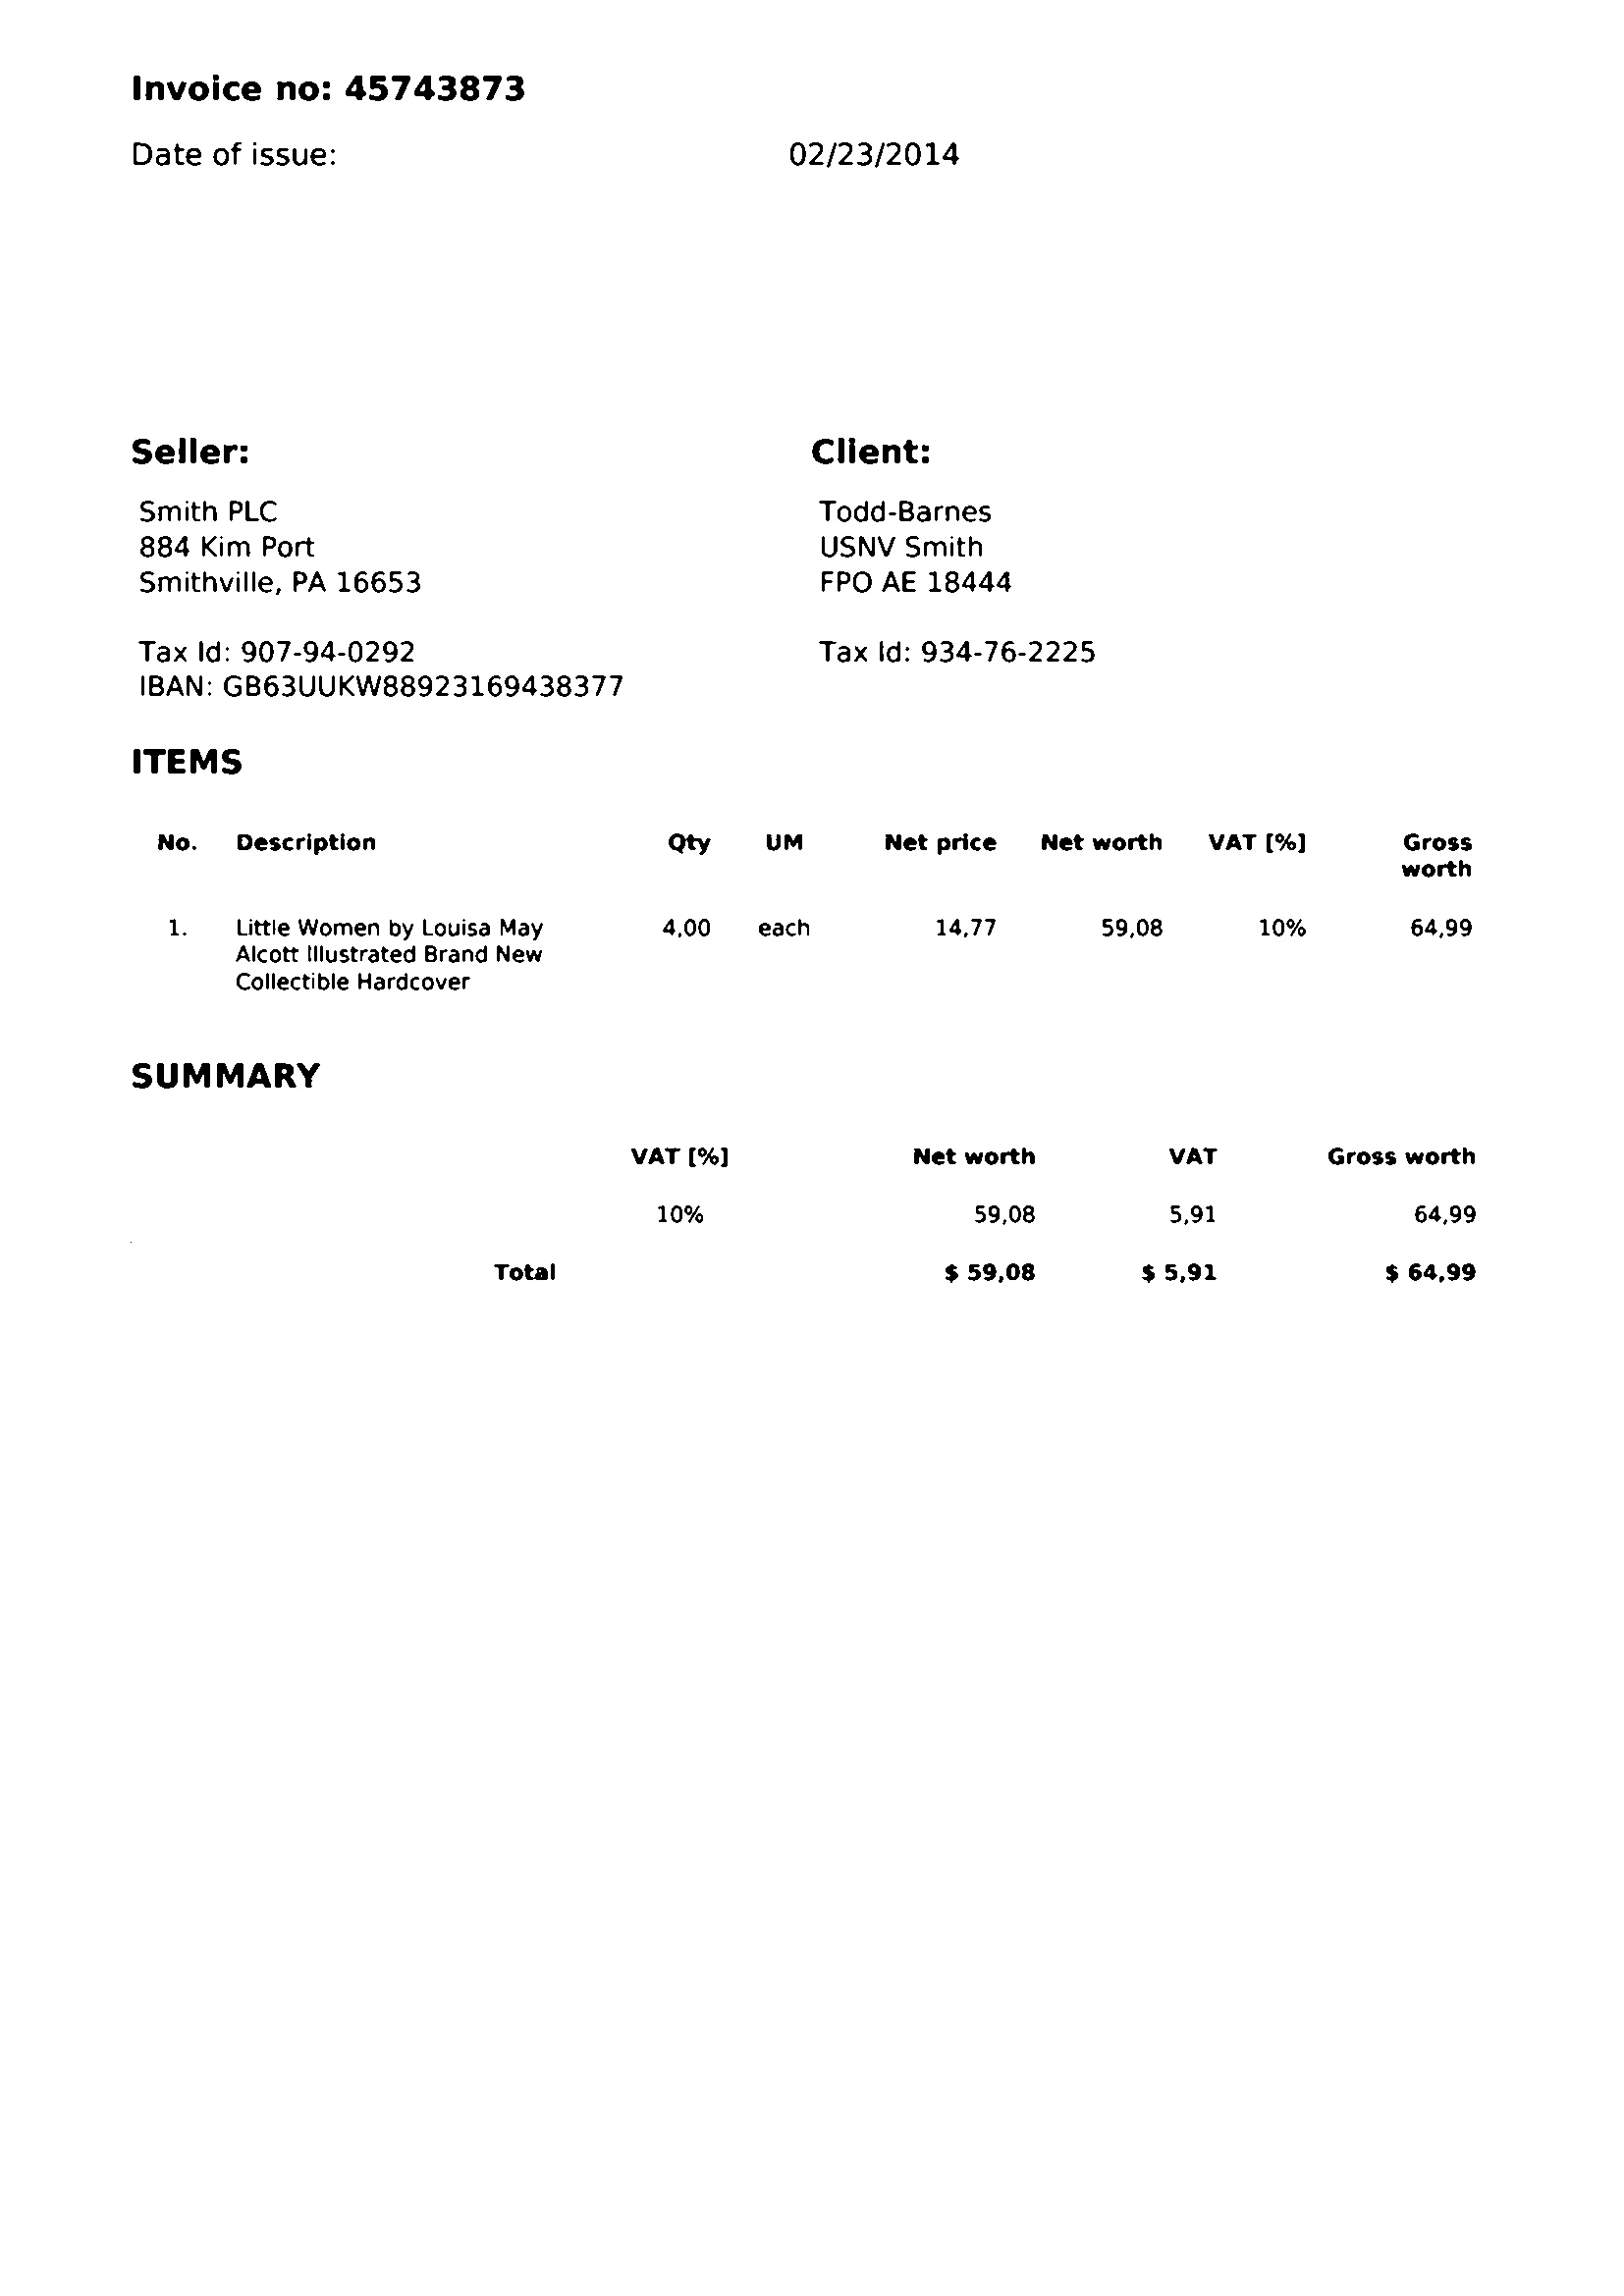 Invoice no: 45743873
Date of issue: 02/23/2014
Seller: Client:
Smith PLC Todd-Barnes
884 Kim Port USNV Smith
Smithville, PA 16653 FPO AE 18444
Tax Id: 907-94-0292 Tax Id: 934-76-2225
IBAN: GB63UUKW88923169438377
ITEMS
No. Description Qty UM Net price Net worth VAT [%] Gross
worth
1. Little Women by Louisa May 4,00 each 14,77 59,08 10% 64,99
Alcott Illustrated Brand New
Collectible Hardcover
SUMMARY
VAT [%] Net worth VAT Gross worth
10% 59,08 5,91 64,99
Total $ 59,08 $ 5,91 $ 64,99